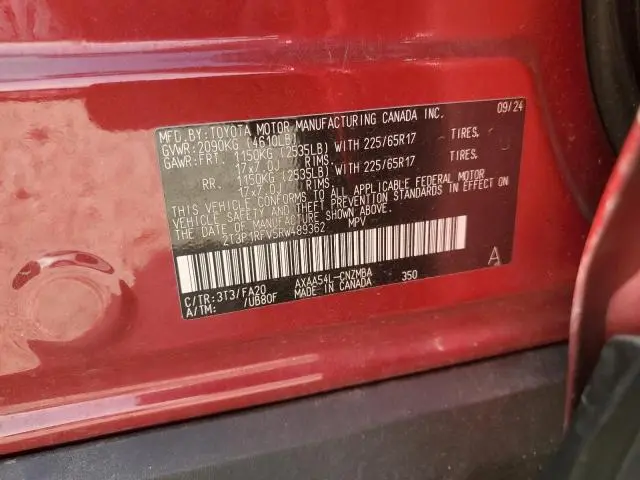 MFD. BY: TOYOTA MOTOR MANUFACTURING CANADA INC. 09/24
GVWR: 2090KG (4610LB)
GAWR: FRT. 1150KG (2535LB) WITH 225/65R17 TIRES.
17x7.0J RIMS.
RR. 1150KG (2535LB) WITH 225/65R17 TIRES.
17x7.0J RIMS.
THIS VEHICLE CONFORMS TO ALL APPLICABLE FEDERAL MOTOR
VEHICLE SAFETY AND THEFT PREVENTION STANDARDS IN EFFECT ON
THE DATE OF MANUFACTURE SHOWN ABOVE.
2T3P1RFV5RW489362 MPV
A
C/TR: 3T3/FA20 AXAA54L-CNZMBA 350
A/TM: /UB80F MADE IN CANADA